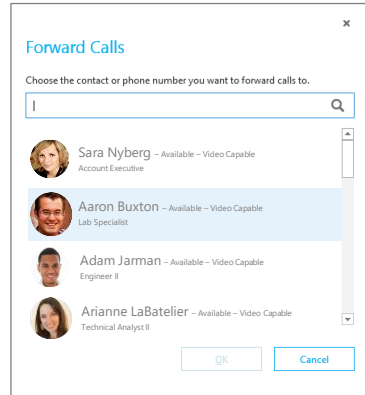 Forward Calls
Choose the contact or phone number you want to forward calls to.
Sara Nyberg – Available – Video Capable
Account Executive
Aaron Buxton – Available – Video Capable
Lab Specialist
Adam Jarman – Available – Video Capable
Engineer II
Arianne LaBatelier – Available – Video Capable
Technical Analyst II
OK Cancel